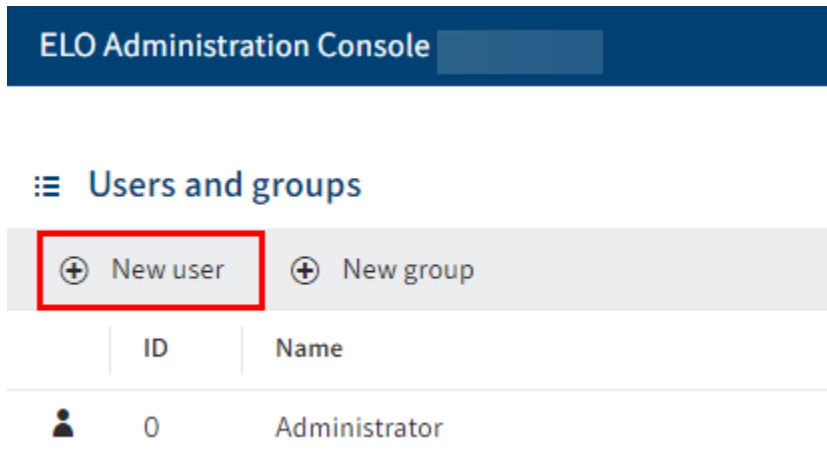 ELO Administration Console
Users and groups
New user New group
ID Name
0 Administrator